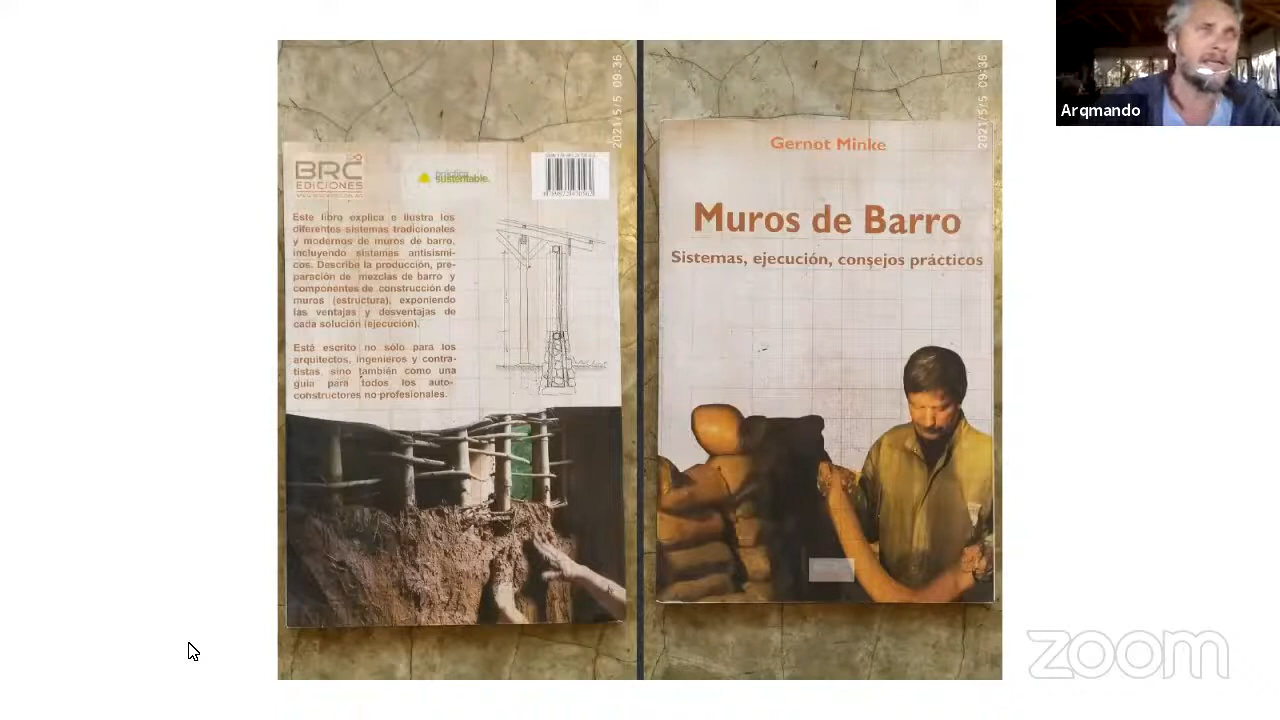 BRC
EDICIONES
práctica
sustentable.
Este libro explica e ilustra los
diferentes sistemas tradicionales
y modernos de muros de barro,
incluyendo sistemas antisísmi-
cos. Describe la producción, pre-
paración de mezclas de barro y
componentes de construcción de
muros (estructura), exponiendo
las ventajas y desventajas de
cada solución (ejecución).
Está escrito no sólo para los
arquitectos, ingenieros y contra-
tistas, sino también como una
guía para todos los auto-
constructores no profesionales.
2021/5/5 09:36
Gernot Minke
Muros de Barro
Sistemas, ejecución, consejos prácticos
2021/5/5 09:36
Arqmando
zoom